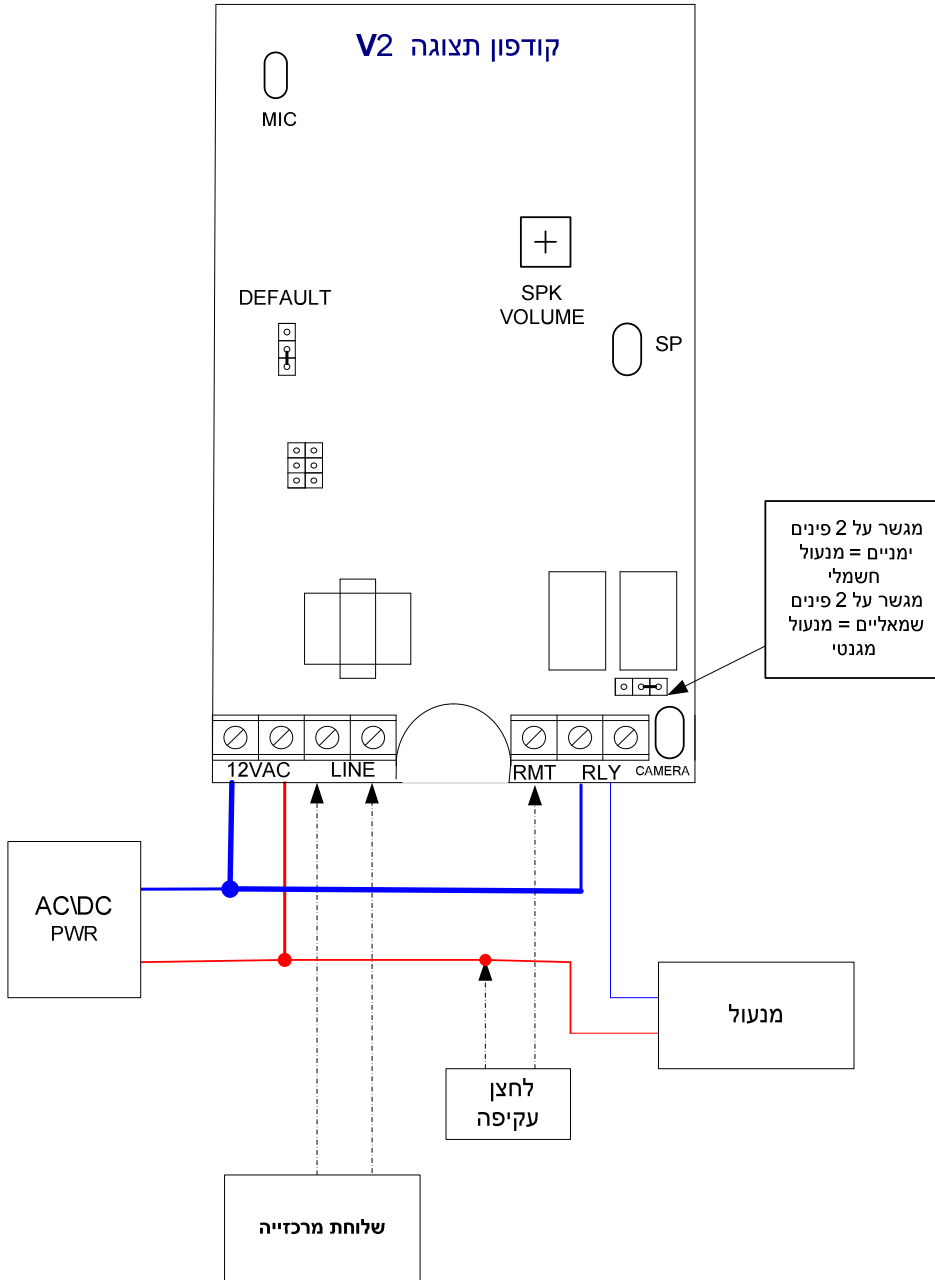 קודפון תצוגה V2
MIC
SPK
VOLUME
DEFAULT
SP
מגשר על 2 פינים
ימניים = מנעול
חשמלי
מגשר על 2 פינים
שמאליים = מנעול
מגנטי
12VAC
LINE
RMT
RLY
CAMERA
AC\DC
PWR
מנעול
לחצן
עקיפה
שלוחת מרכזייה